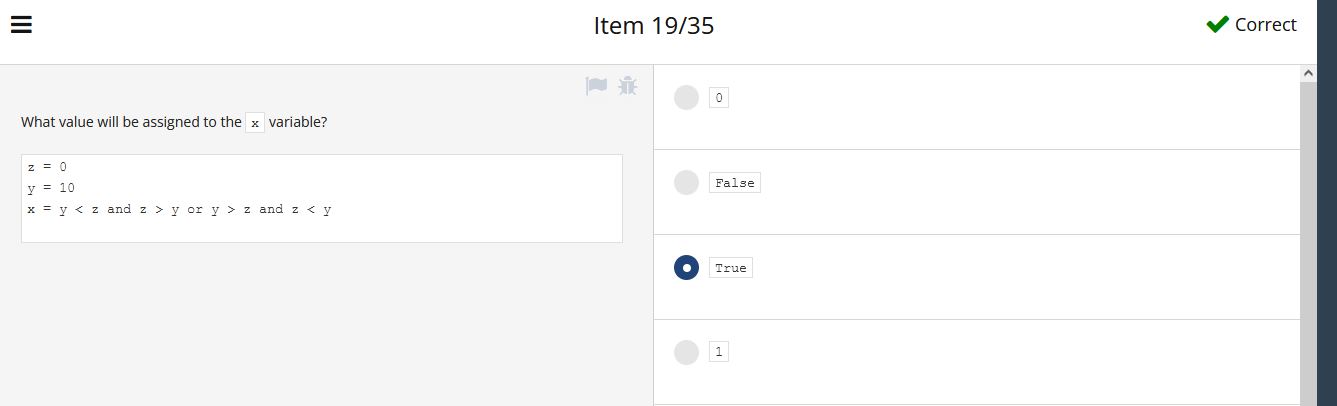 Item 19/35
Correct
What value will be assigned to the x variable?
z = 0
y = 10
x = y < z and z > y or y > z and z < y
0
False
True
1